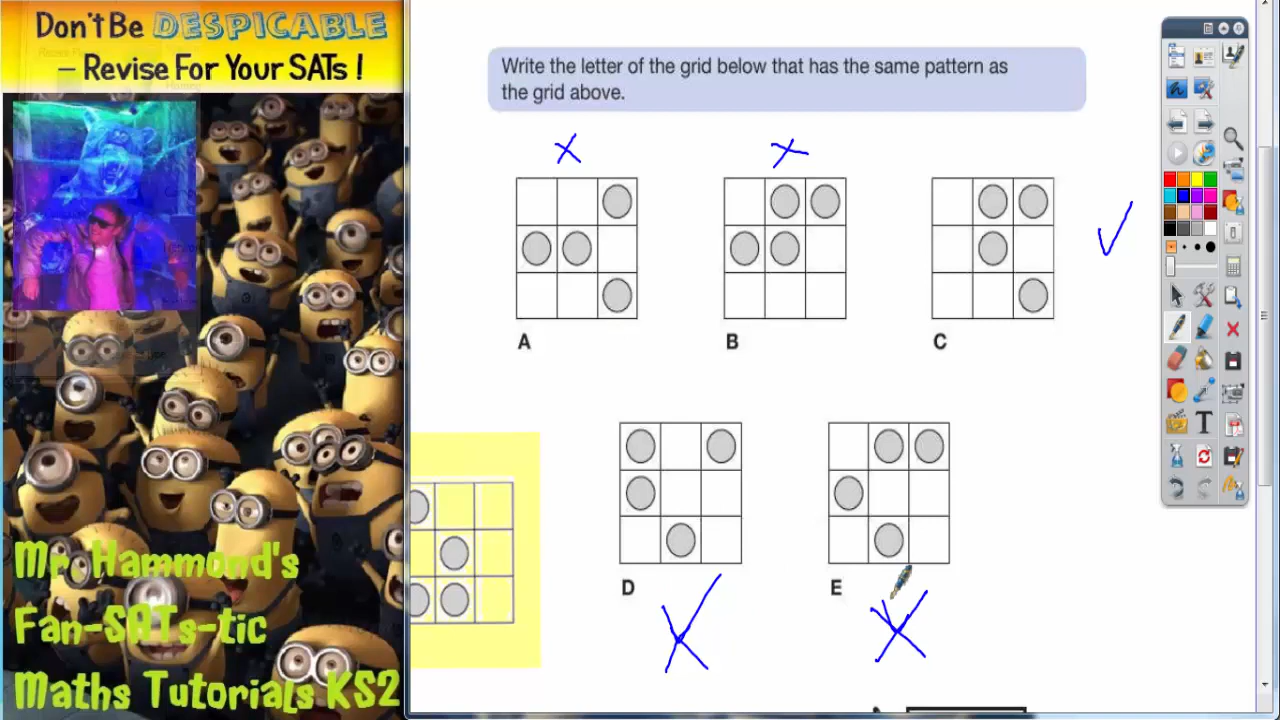 Don't Be DESPICABLE
– Revise For Your SATs !
Write the letter of the grid below that has the same pattern as
the grid above.
A
B
C
D
E
Mr. Hammond's
Fan-SATs-tic
Maths Tutorials KS2
T